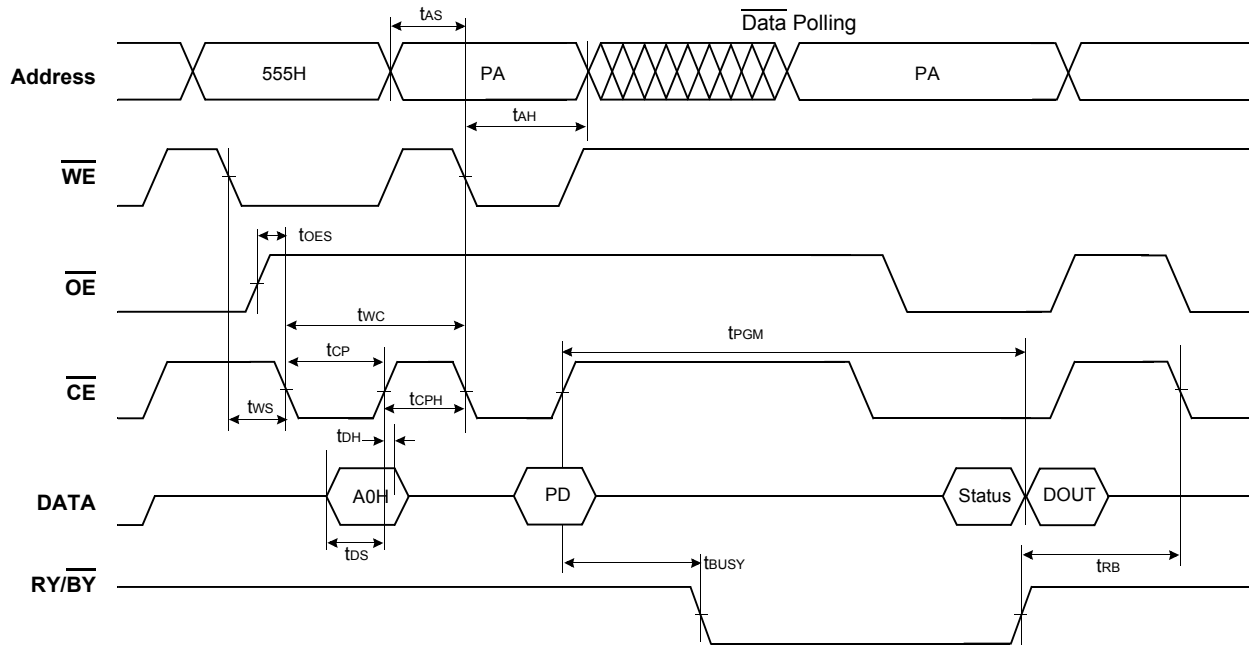 tAS
Data Polling
Address
555H
PA
PA
tAH
WE
tOES
OE
tWC
tPGM
tCP
CE
tCPH
tWS
tDH
DATA
A0H
PD
Status
DOUT
tDS
tBUSY
tRB
RY/BY